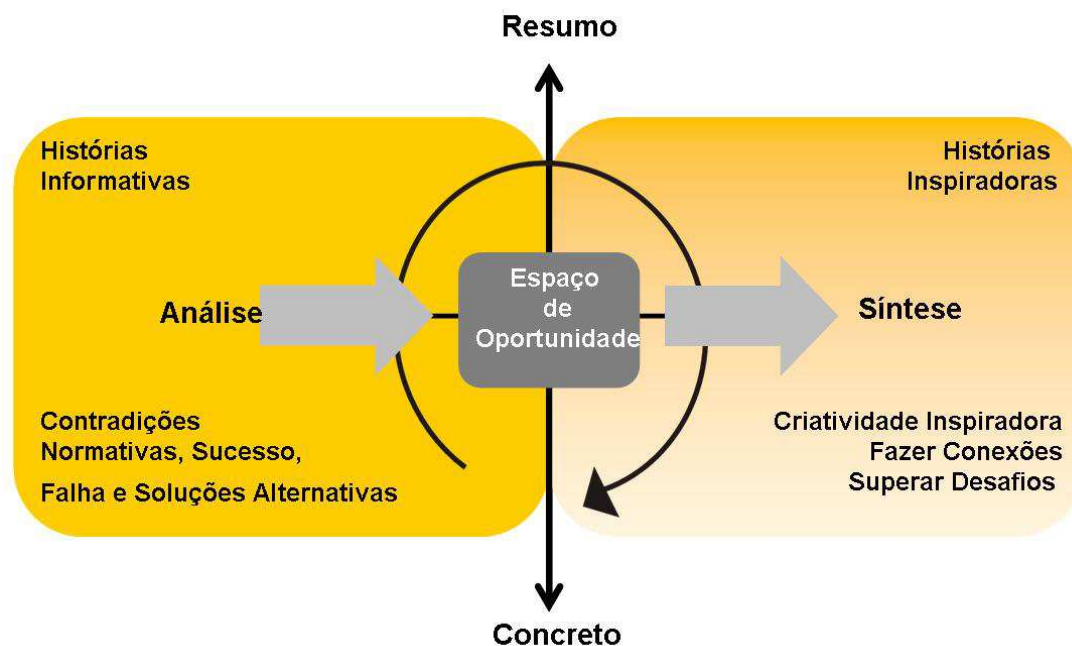 Resumo
Histórias
Informativas
Histórias
Inspiradoras
Análise
Espaço
de
Oportunidade
Síntese
Contradições
Normativas, Sucesso,
Falha e Soluções Alternativas
Criatividade Inspiradora
Fazer Conexões
Superar Desafios
Concreto